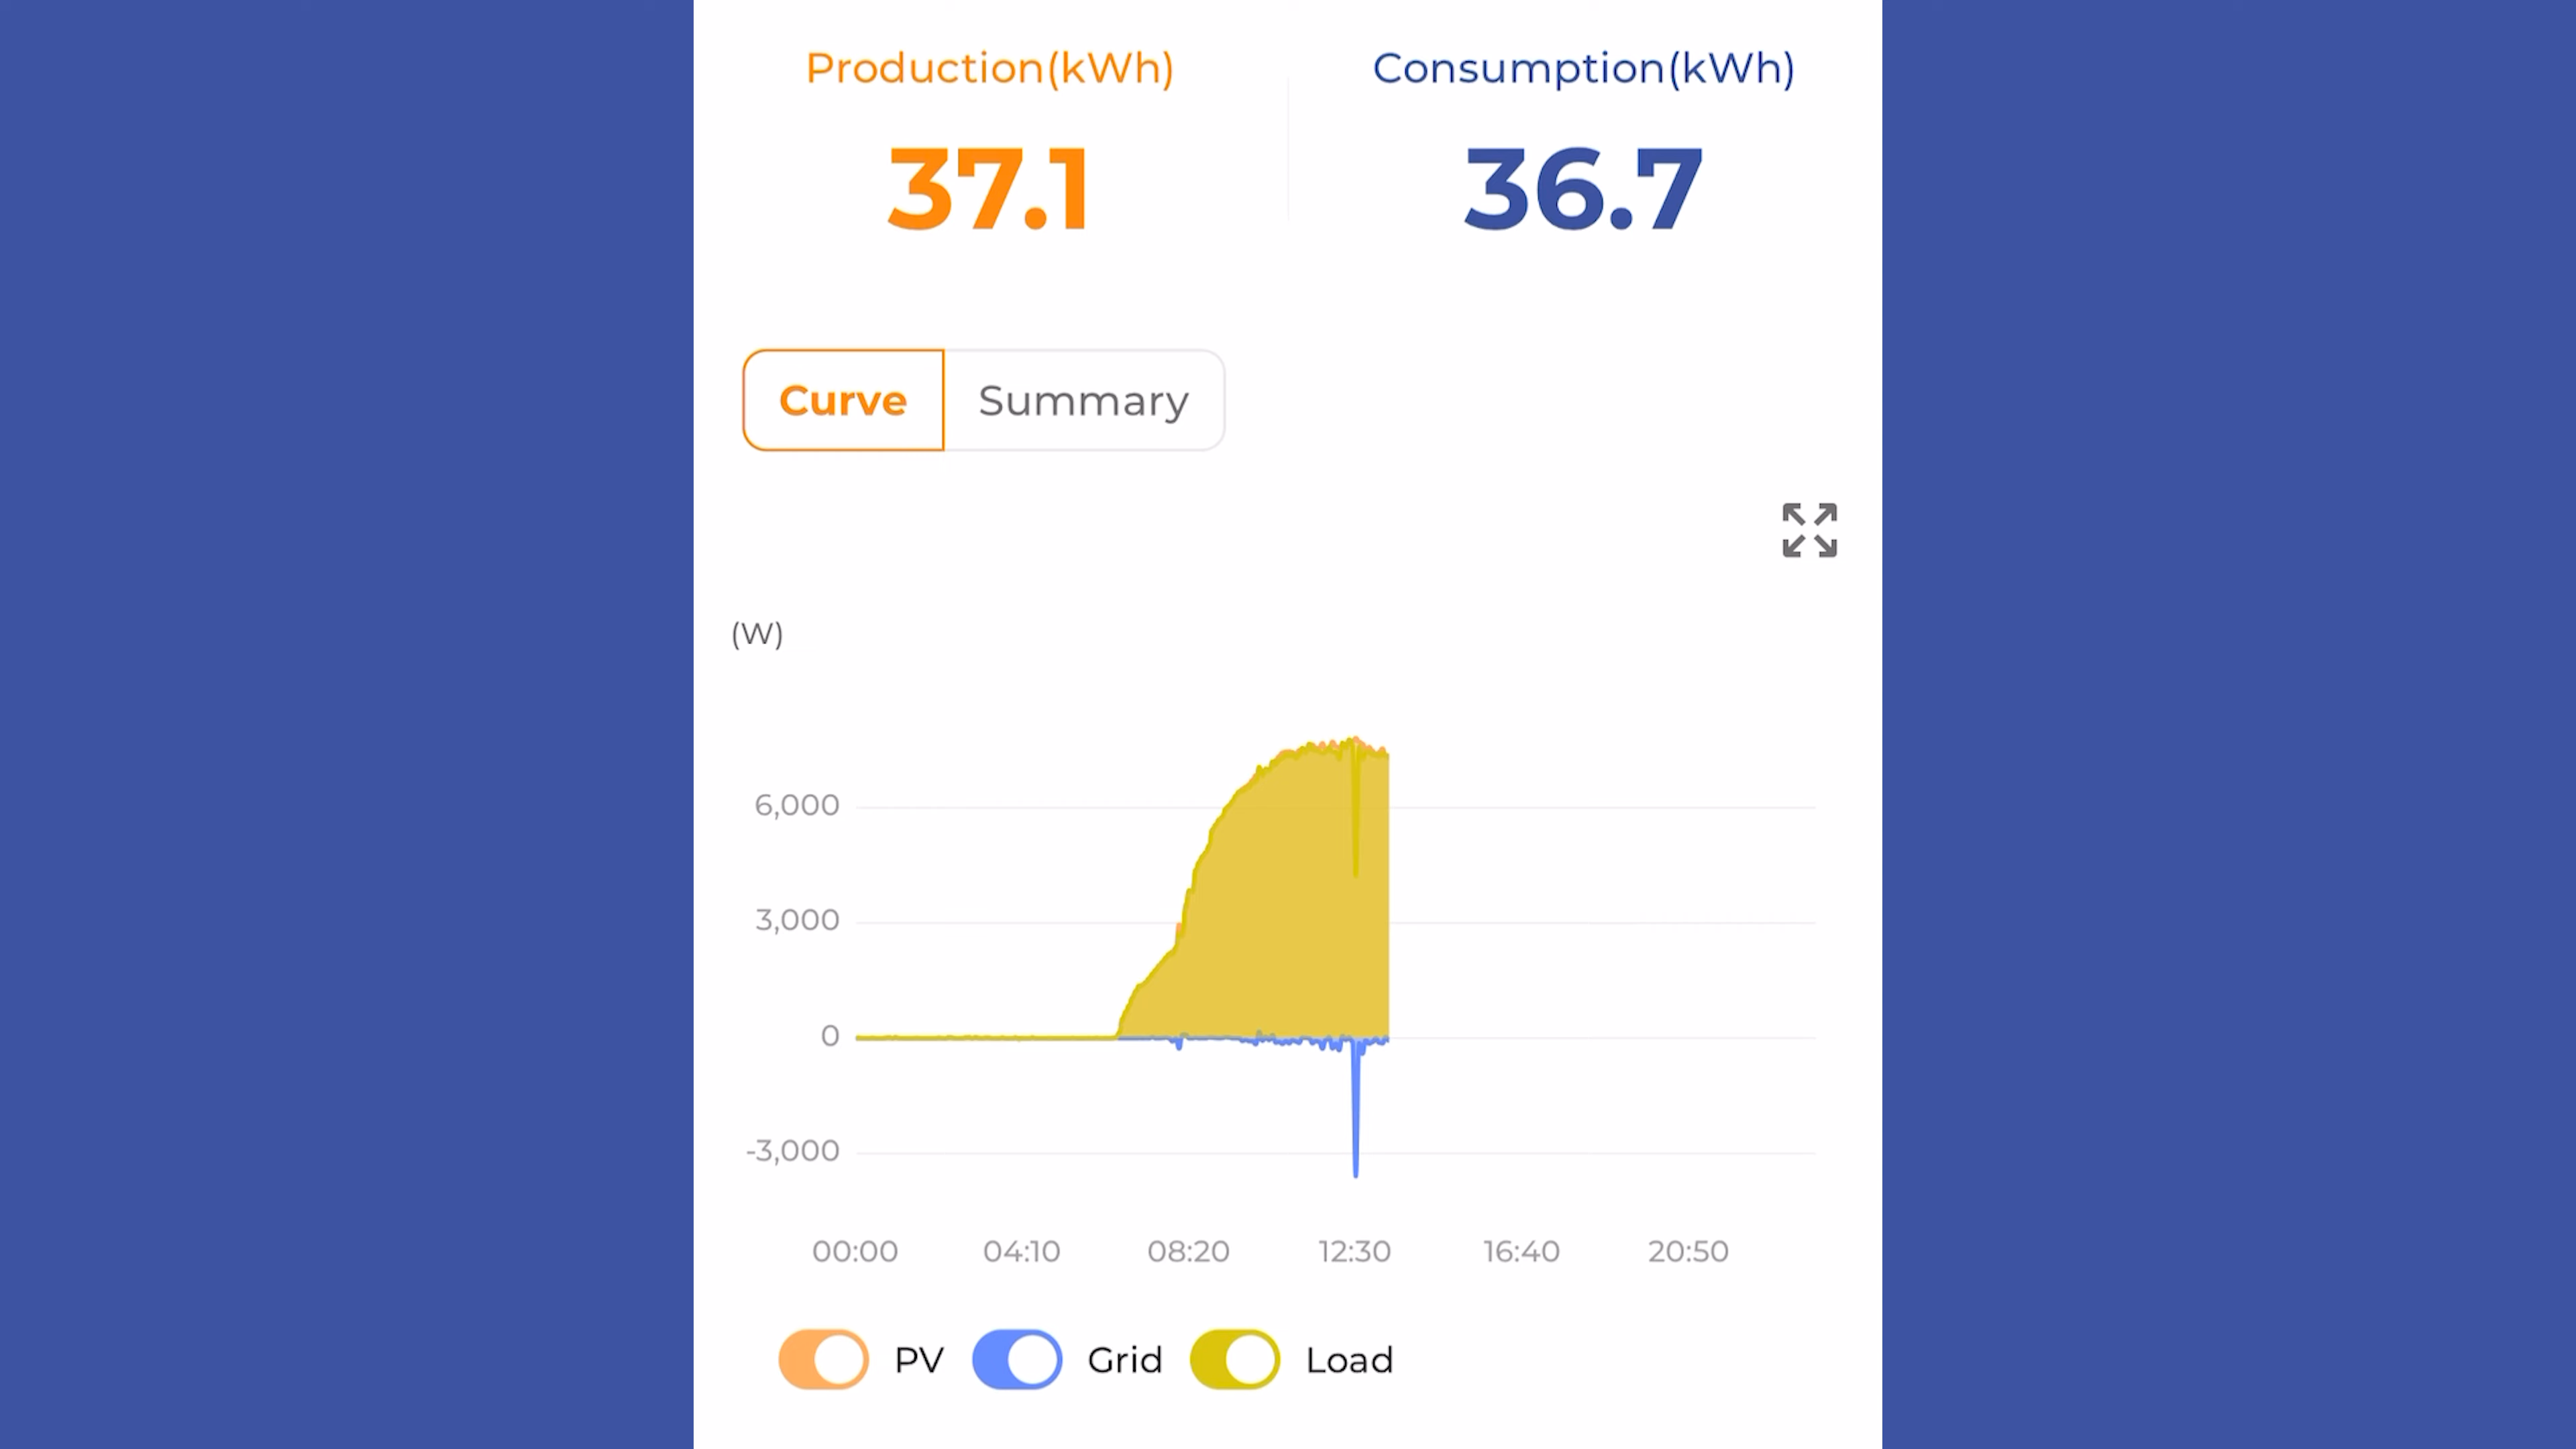 Production(kWh)
Consumption(kWh)
37.1
36.7
Curve
Summary
(W)
6,000
3,000
0
-3,000
00:00
04:10
08:20
12:30
16:40
20:50
PV
Grid
Load